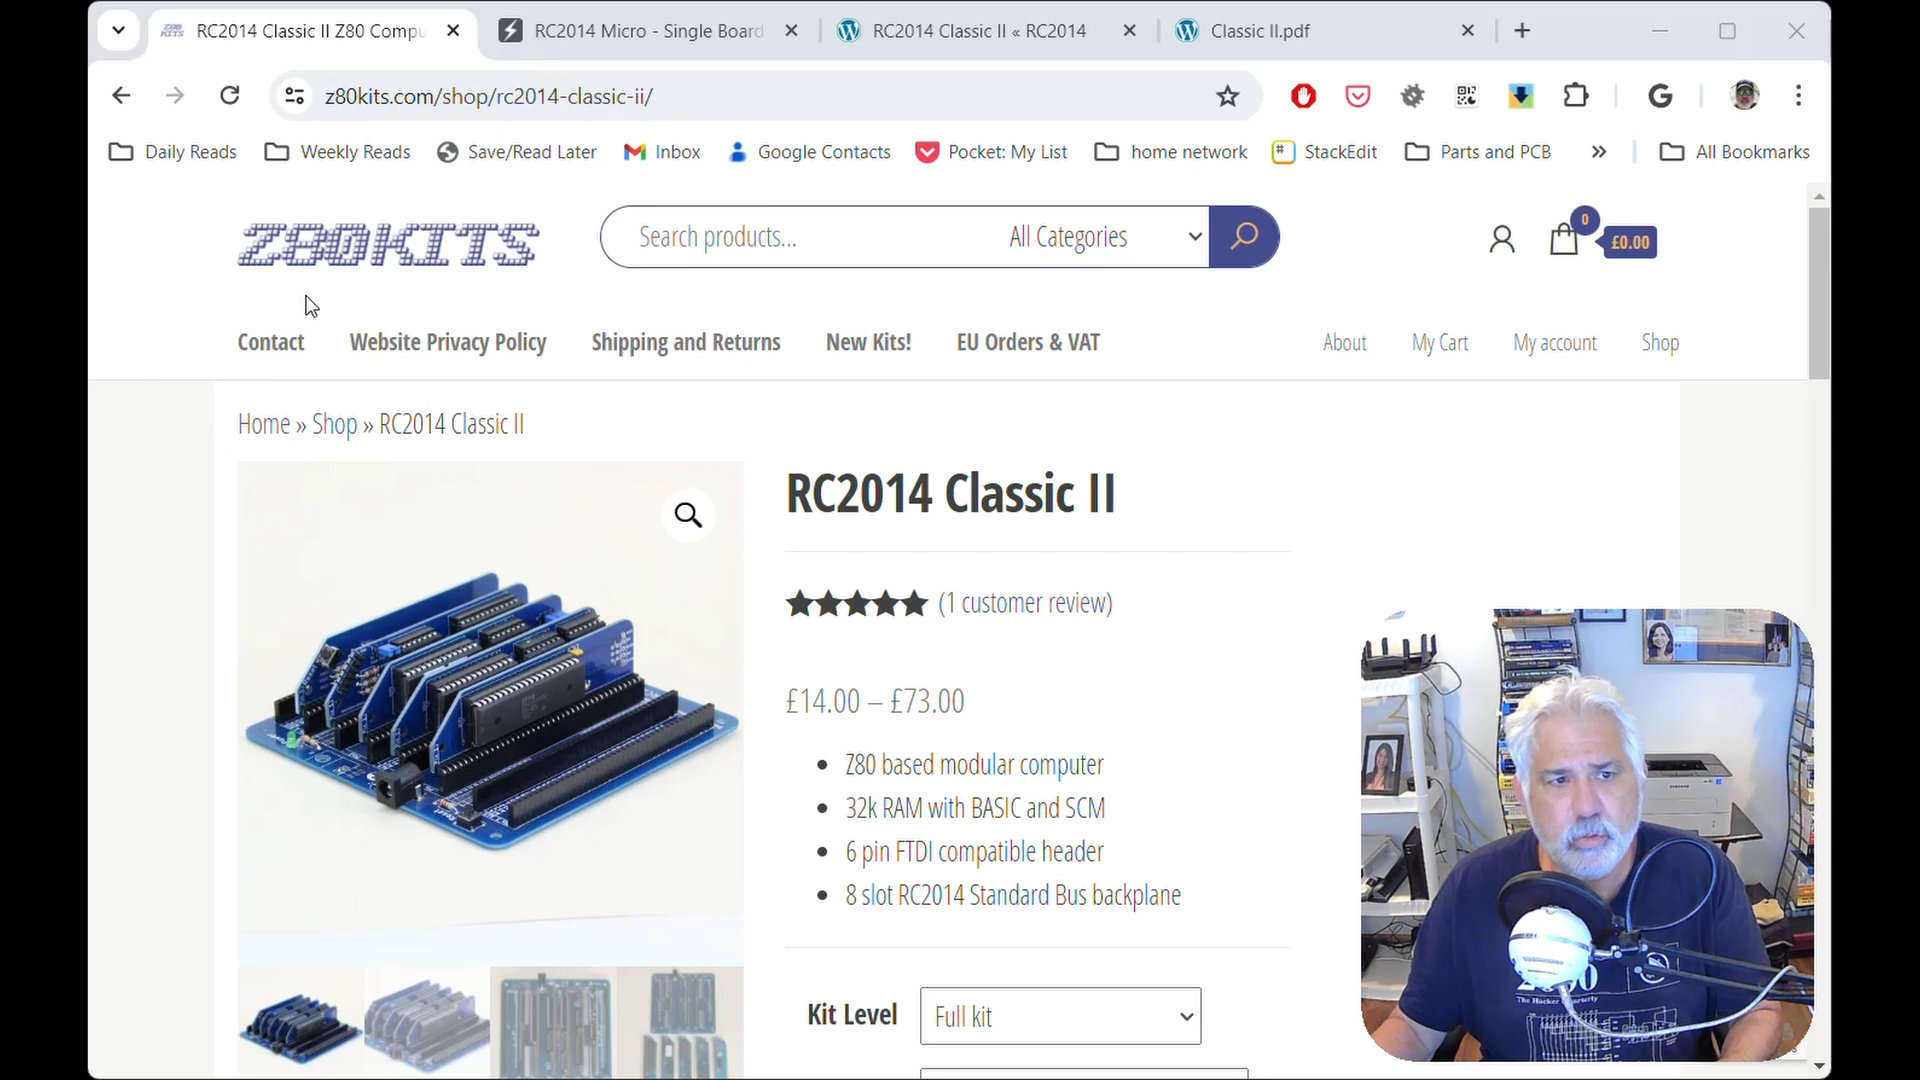 RC2014 Classic II Z80 Compu
RC2014 Micro - Single Board
RC2014 Classic II « RC2014
Classic II.pdf
z80kits.com/shop/rc2014-classic-ii/
Daily Reads
Weekly Reads
Save/Read Later
Inbox
Google Contacts
Pocket: My List
home network
StackEdit
Parts and PCB
»
All Bookmarks
Z80KITS
Search products...
All Categories
0
£0.00
Contact
Website Privacy Policy
Shipping and Returns
New Kits!
EU Orders & VAT
About
My Cart
My account
Shop
Home » Shop » RC2014 Classic II
RC2014 Classic II
(1 customer review)
£14.00 – £73.00
• Z80 based modular computer
• 32k RAM with BASIC and SCM
• 6 pin FTDI compatible header
• 8 slot RC2014 Standard Bus backplane
Kit Level
Full kit
The Hacker Quarterly